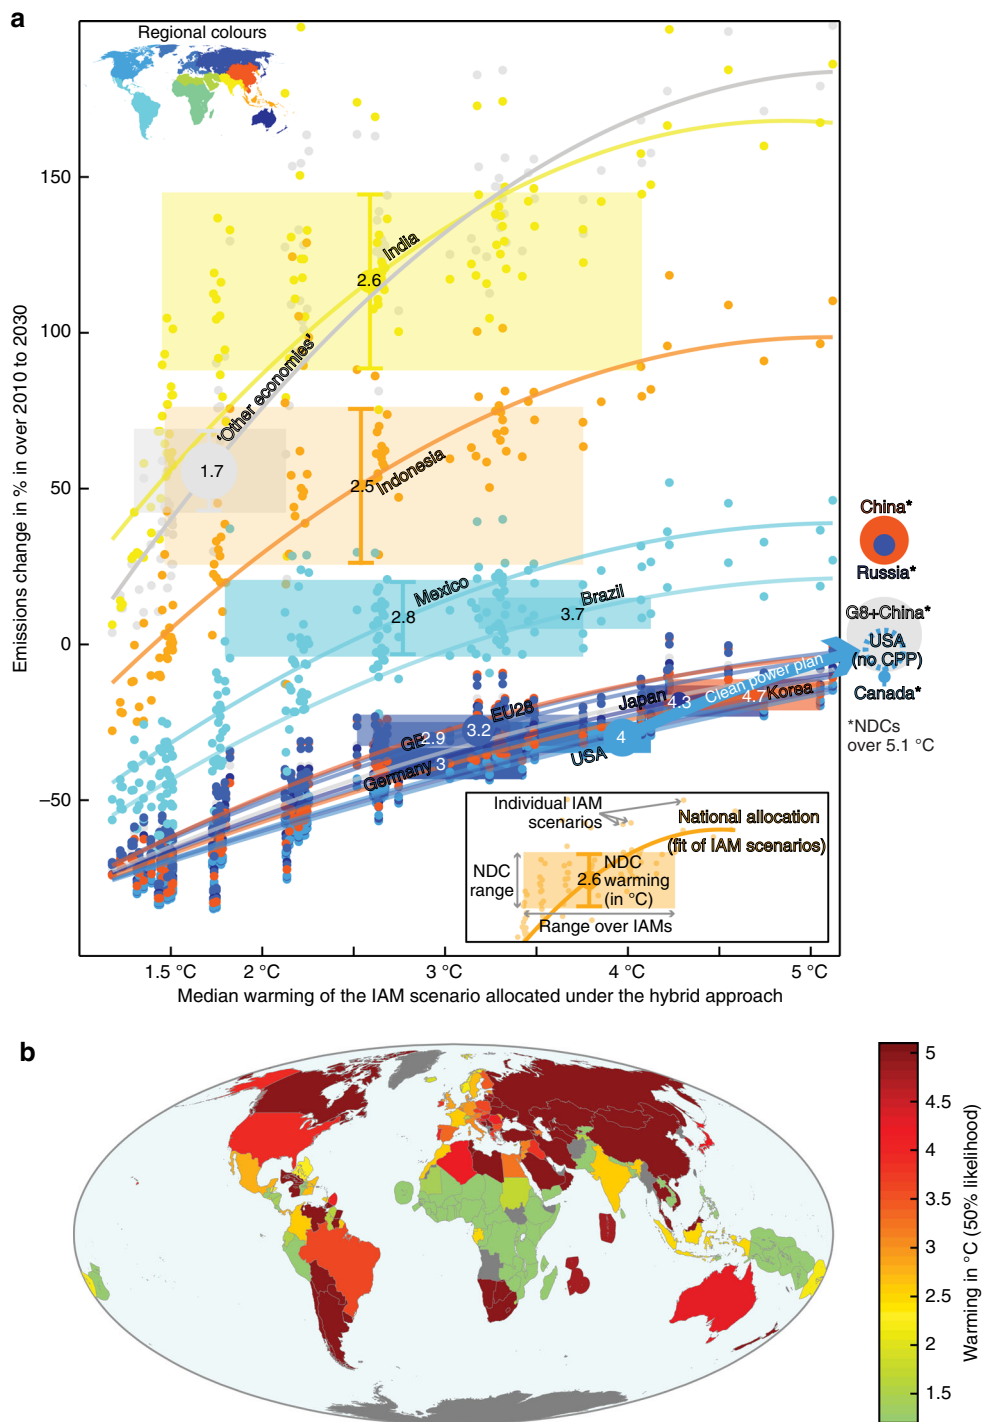 a
Regional colours
Emissions change in % in over 2010 to 2030
150
100
50
0
–50
India
2.6
'Other economies'
1.7
Indonesia
2.5
Mexico
2.8
Brazil
3.7
China*
Russia*
G8+China*
USA
(no CPP)
Canada*
*NDCs
over 5.1 °C
Clean power plan
Japan
4.3
4.7
Korea
EU28
3.2
GB
2.9
Germany
3
USA
4
Individual IAM
scenarios
National allocation
(fit of IAM scenarios)
NDC
range
2.6
NDC
warming
(in °C)
Range over IAMs
1.5 °C
2 °C
3 °C
4 °C
5 °C
Median warming of the IAM scenario allocated under the hybrid approach
b
5
4.5
4
3.5
3
2.5
2
1.5
Warming in °C (50% likelihood)